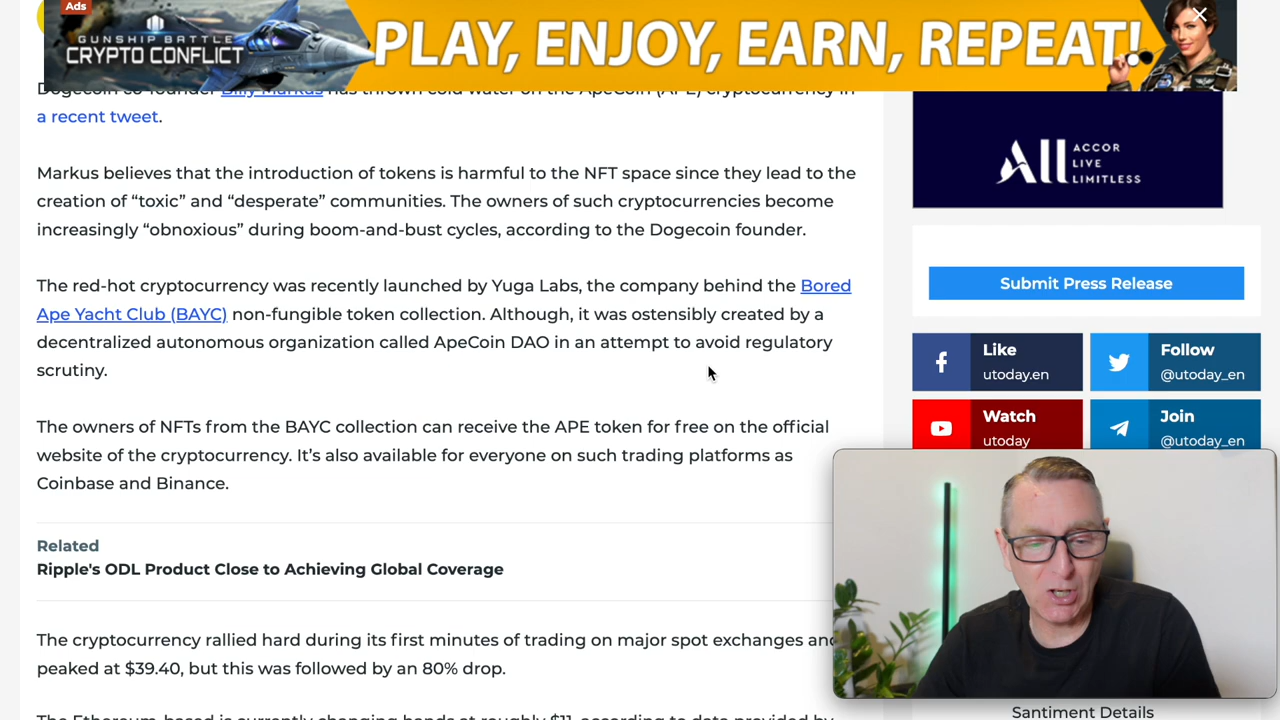 Ads
GUNSHIP BATTLE
CRYPTO CONFLICT
PLAY, ENJOY, EARN, REPEAT!
Dogecoin co-founder Billy Markus has thrown cold water on the ApeCoin (APE) cryptocurrency in
a recent tweet.
Markus believes that the introduction of tokens is harmful to the NFT space since they lead to the
creation of “toxic” and “desperate” communities. The owners of such cryptocurrencies become
increasingly “obnoxious” during boom-and-bust cycles, according to the Dogecoin founder.
The red-hot cryptocurrency was recently launched by Yuga Labs, the company behind the Bored
Ape Yacht Club (BAYC) non-fungible token collection. Although, it was ostensibly created by a
decentralized autonomous organization called ApeCoin DAO in an attempt to avoid regulatory
scrutiny.
The owners of NFTs from the BAYC collection can receive the APE token for free on the official
website of the cryptocurrency. It’s also available for everyone on such trading platforms as
Coinbase and Binance.
Related
Ripple's ODL Product Close to Achieving Global Coverage
The cryptocurrency rallied hard during its first minutes of trading on major spot exchanges and
peaked at $39.40, but this was followed by an 80% drop.
The Ethereum-based is currently changing hands at roughly $11, according to data provided by
ALL
ACCOR
LIVE
LIMITLESS
Submit Press Release
Like
utoday.en
Follow
@utoday_en
Watch
utoday
Join
@utoday_en
Santiment Details